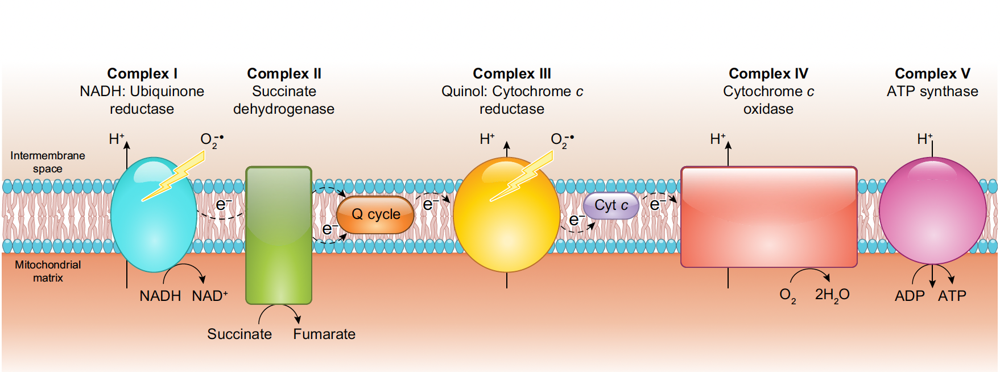 Complex I
NADH: Ubiquinone
reductase
Complex II
Succinate
dehydrogenase
Complex III
Quinol: Cytochrome c
reductase
Complex IV
Cytochrome c
oxidase
Complex V
ATP synthase
H⁺
O₂⁻•
H⁺
O₂⁻•
H⁺
H⁺
Intermembrane
space
e⁻
e⁻
Q cycle
e⁻
e⁻
Cyt c
e⁻
Mitochondrial
matrix
NADH NAD⁺
Succinate Fumarate
O₂ 2H₂O
ADP ATP